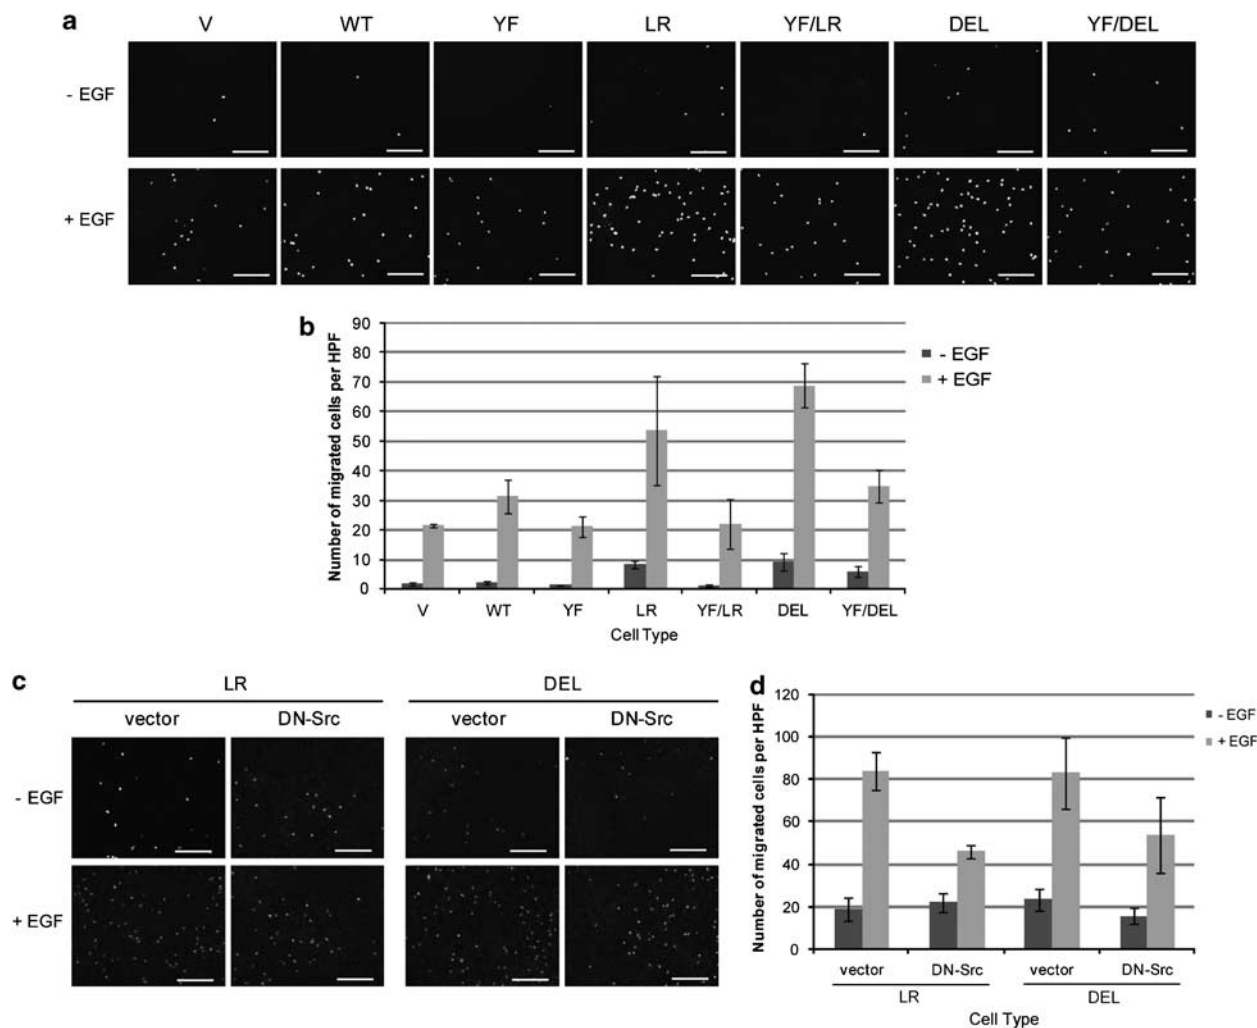 a
V WT YF LR YF/LR DEL YF/DEL
- EGF
+ EGF
b
Number of migrated cells per HPF
90
80
70
60
50
40
30
20
10
0
V WT YF LR YF/LR DEL YF/DEL
Cell Type
- EGF
+ EGF
c
LR DEL
vector DN-Src vector DN-Src
- EGF
+ EGF
d
Number of migrated cells per HPF
120
100
80
60
40
20
0
vector DN-Src vector DN-Src
LR DEL
Cell Type
- EGF
+ EGF